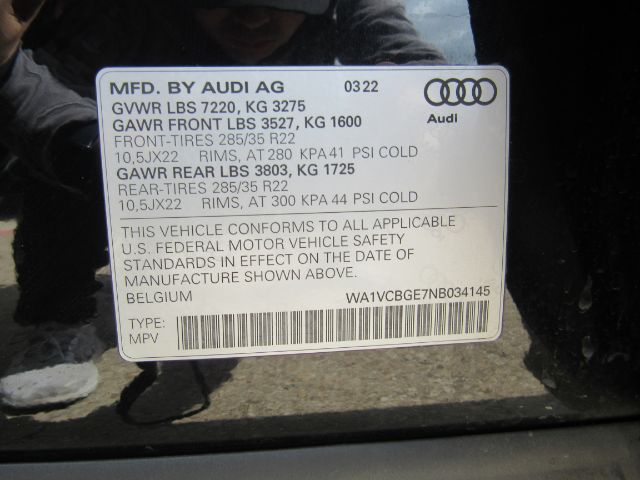 MFD. BY AUDI AG 03 22
GVWR LBS 7220, KG 3275
GAWR FRONT LBS 3527, KG 1600
Audi
FRONT-TIRES 285/35 R22
10,5JX22 RIMS, AT 280 KPA 41 PSI COLD
GAWR REAR LBS 3803, KG 1725
REAR-TIRES 285/35 R22
10,5JX22 RIMS, AT 300 KPA 44 PSI COLD
THIS VEHICLE CONFORMS TO ALL APPLICABLE
U.S. FEDERAL MOTOR VEHICLE SAFETY
STANDARDS IN EFFECT ON THE DATE OF
MANUFACTURE SHOWN ABOVE.
BELGIUM WA1VCBGE7NB034145
TYPE:
MPV